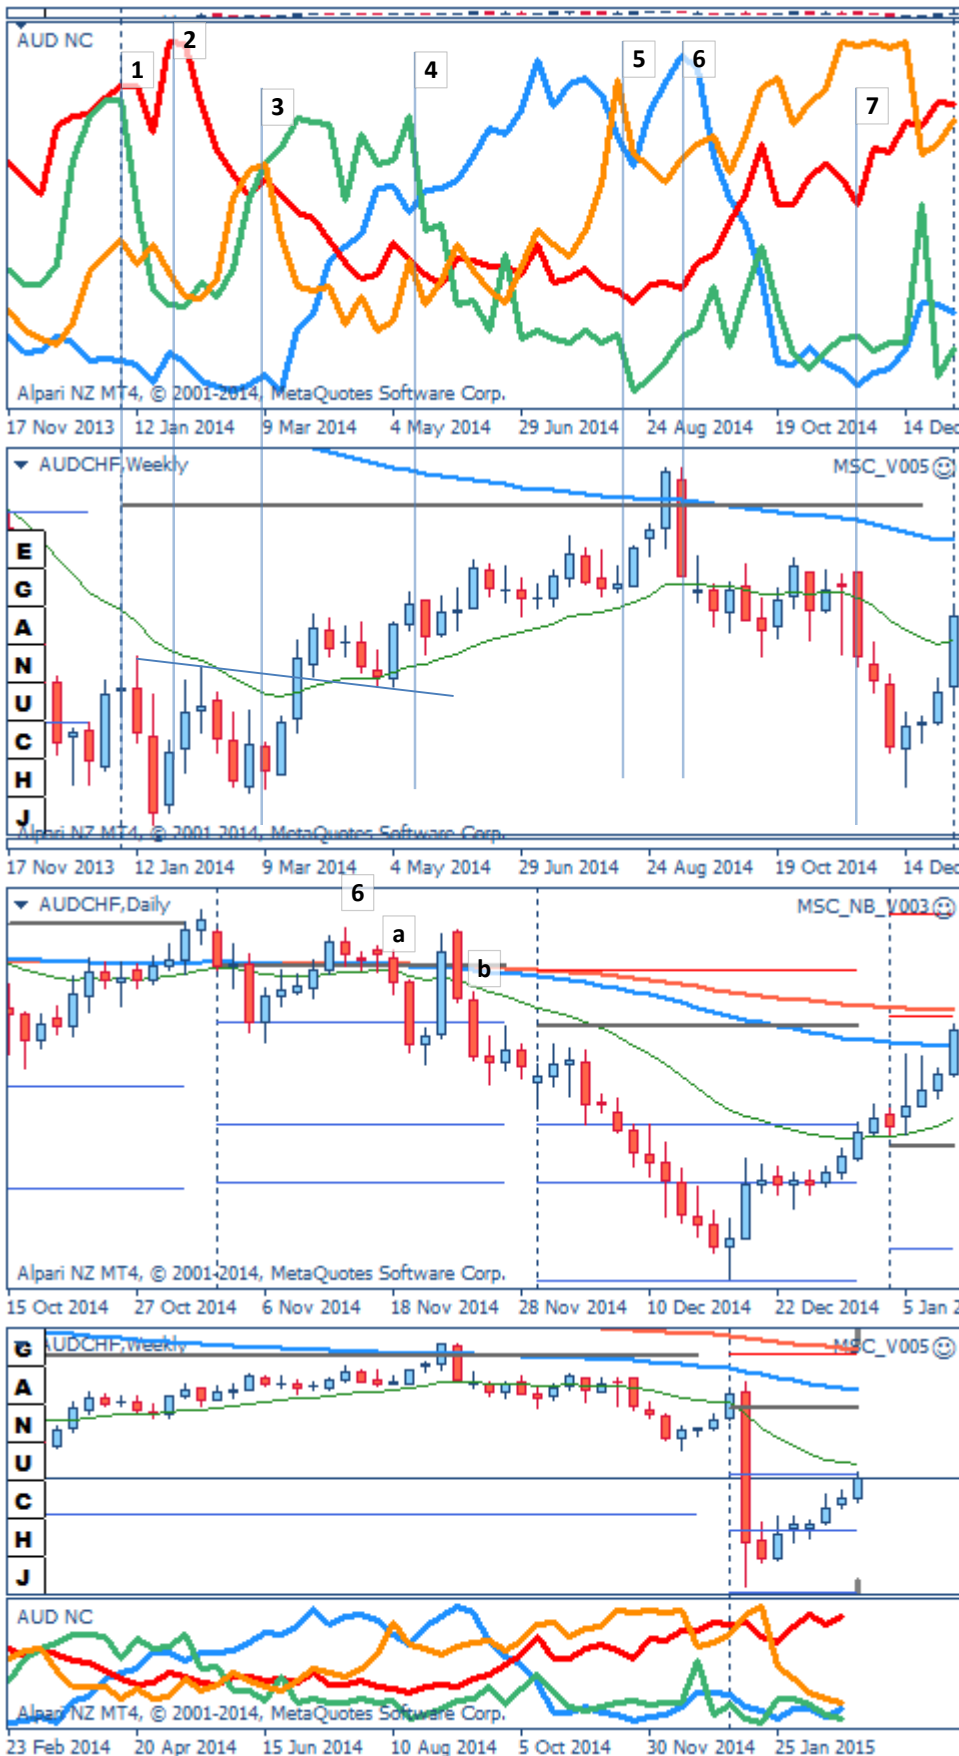 AUD NC
1
2
3
4
5
6
7
Alpari NZ MT4, © 2001-2014, MetaQuotes Software Corp.
17 Nov 2013 12 Jan 2014 9 Mar 2014 4 May 2014 29 Jun 2014 24 Aug 2014 19 Oct 2014 14 Dec
AUDCHF,Weekly MSC_V005
E
G
A
N
U
C
H
J
Alpari NZ MT4, © 2001-2014, MetaQuotes Software Corp.
17 Nov 2013 12 Jan 2014 9 Mar 2014 4 May 2014 29 Jun 2014 24 Aug 2014 19 Oct 2014 14 Dec
6
AUDCHF,Daily MSC_NB_V003
a
b
Alpari NZ MT4, © 2001-2014, MetaQuotes Software Corp.
15 Oct 2014 27 Oct 2014 6 Nov 2014 18 Nov 2014 28 Nov 2014 10 Dec 2014 22 Dec 2014 5 Jan 2
AUDCHF,Weekly MSC_V005
G
A
N
U
C
H
J
AUD NC
Alpari NZ MT4, © 2001-2014, MetaQuotes Software Corp.
23 Feb 2014 20 Apr 2014 15 Jun 2014 10 Aug 2014 5 Oct 2014 30 Nov 2014 25 Jan 2015